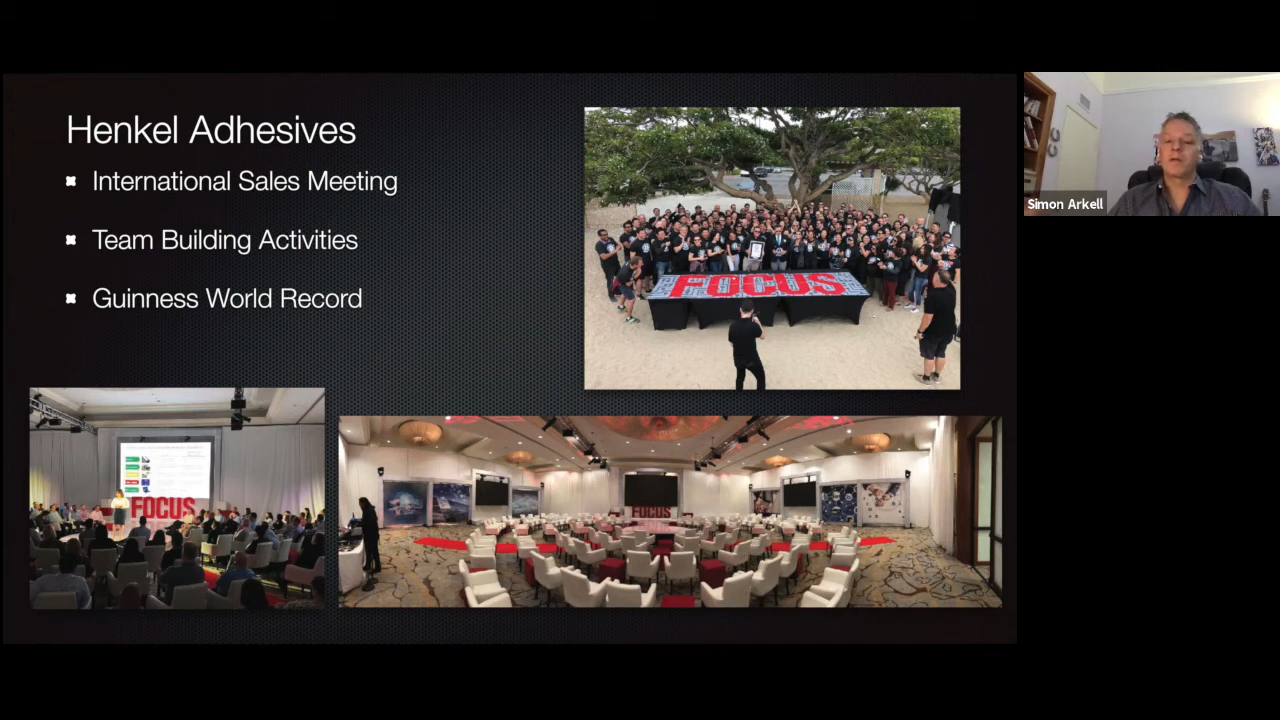 Henkel Adhesives
International Sales Meeting
Team Building Activities
Guinness World Record
FOCUS
Simon Arkell
FOCUS
FOCUS